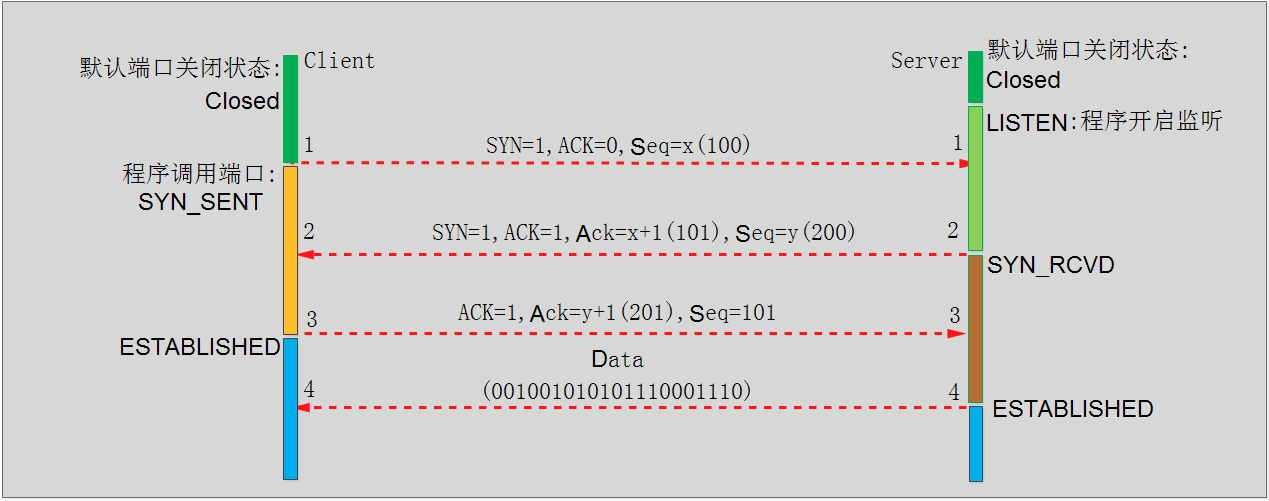 默认端口关闭状态:
Closed
Client
Server
默认端口关闭状态:
Closed
LISTEN:程序开启监听
1
SYN=1,ACK=0,Seq=x(100)
1
程序调用端口:
SYN_SENT
2
SYN=1,ACK=1,Ack=x+1(101),Seq=y(200)
2
SYN_RCVD
3
ACK=1,Ack=y+1(201),Seq=101
3
ESTABLISHED
Data
4
(001001010101110001110)
4
ESTABLISHED